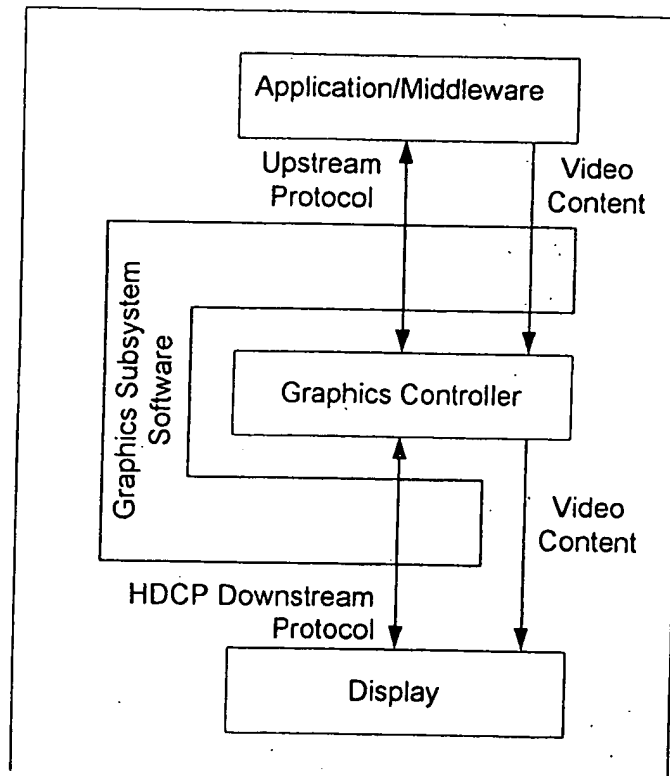 Application/Middleware
Upstream
Protocol
Video
Content
Graphics Subsystem
Software
Graphics Controller
Video
Content
HDCP Downstream
Protocol
Display